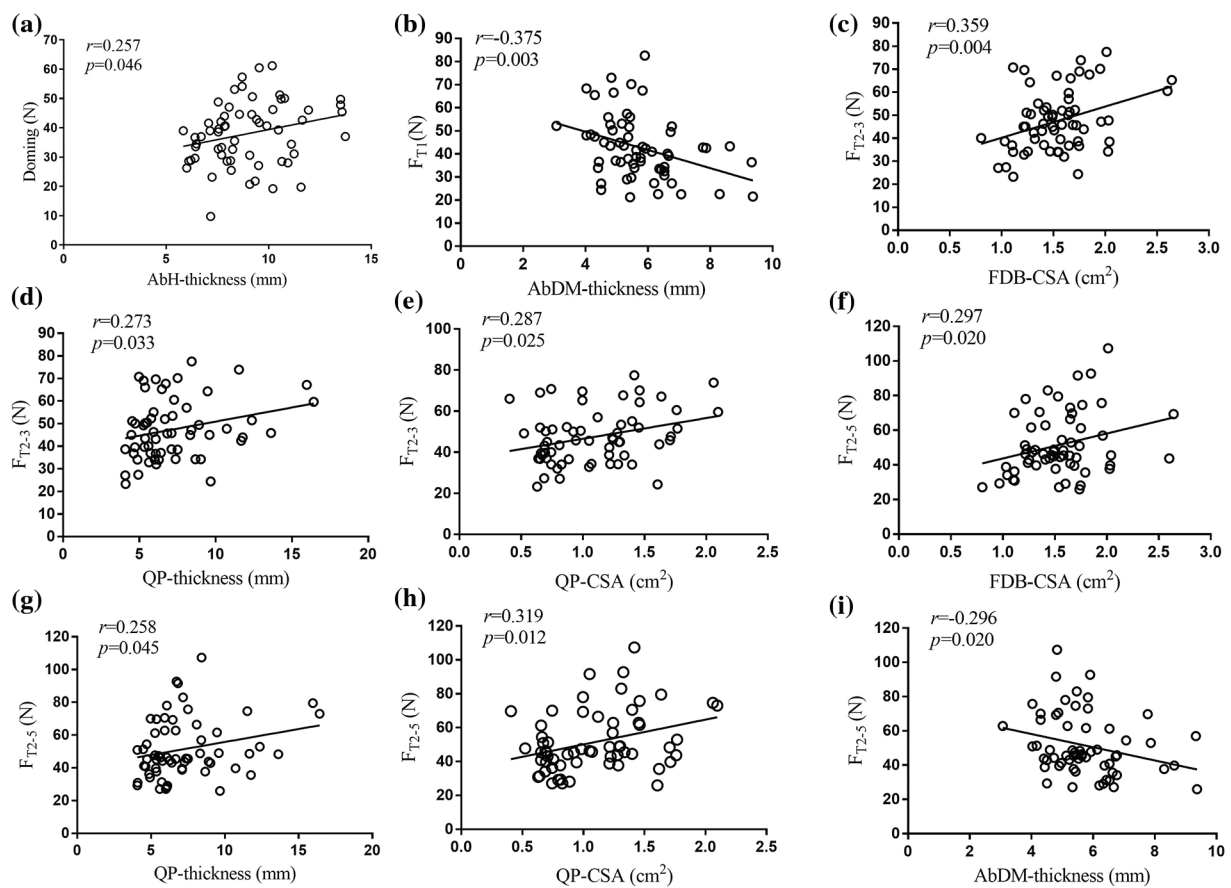 (a)
r=0.257
p=0.046
70
60
50
40
30
20
10
0
Doming (N)
0
5
10
15
AbH-thickness (mm)
(b)
r=-0.375
p=0.003
90
80
70
60
50
40
30
20
10
0
F_T1(N)
0
2
4
6
8
10
AbDM-thickness (mm)
(c)
r=0.359
p=0.004
90
80
70
60
50
40
30
20
10
0
F_T2-3 (N)
0.0
0.5
1.0
1.5
2.0
2.5
3.0
FDB-CSA (cm²)
(d)
r=0.273
p=0.033
90
80
70
60
50
40
30
20
10
0
F_T2-3 (N)
0
5
10
15
20
QP-thickness (mm)
(e)
r=0.287
p=0.025
100
80
60
40
20
0
F_T2-3 (N)
0.0
0.5
1.0
1.5
2.0
2.5
QP-CSA (cm²)
(f)
r=0.297
p=0.020
120
100
80
60
40
20
0
F_T2-5 (N)
0.0
0.5
1.0
1.5
2.0
2.5
3.0
FDB-CSA (cm²)
(g)
r=0.258
p=0.045
120
100
80
60
40
20
0
F_T2-5 (N)
0
5
10
15
20
QP-thickness (mm)
(h)
r=0.319
p=0.012
120
100
80
60
40
20
0
F_T2-5 (N)
0.0
0.5
1.0
1.5
2.0
2.5
QP-CSA (cm²)
(i)
r=-0.296
p=0.020
120
100
80
60
40
20
0
F_T2-5 (N)
0
2
4
6
8
10
AbDM-thickness (mm)